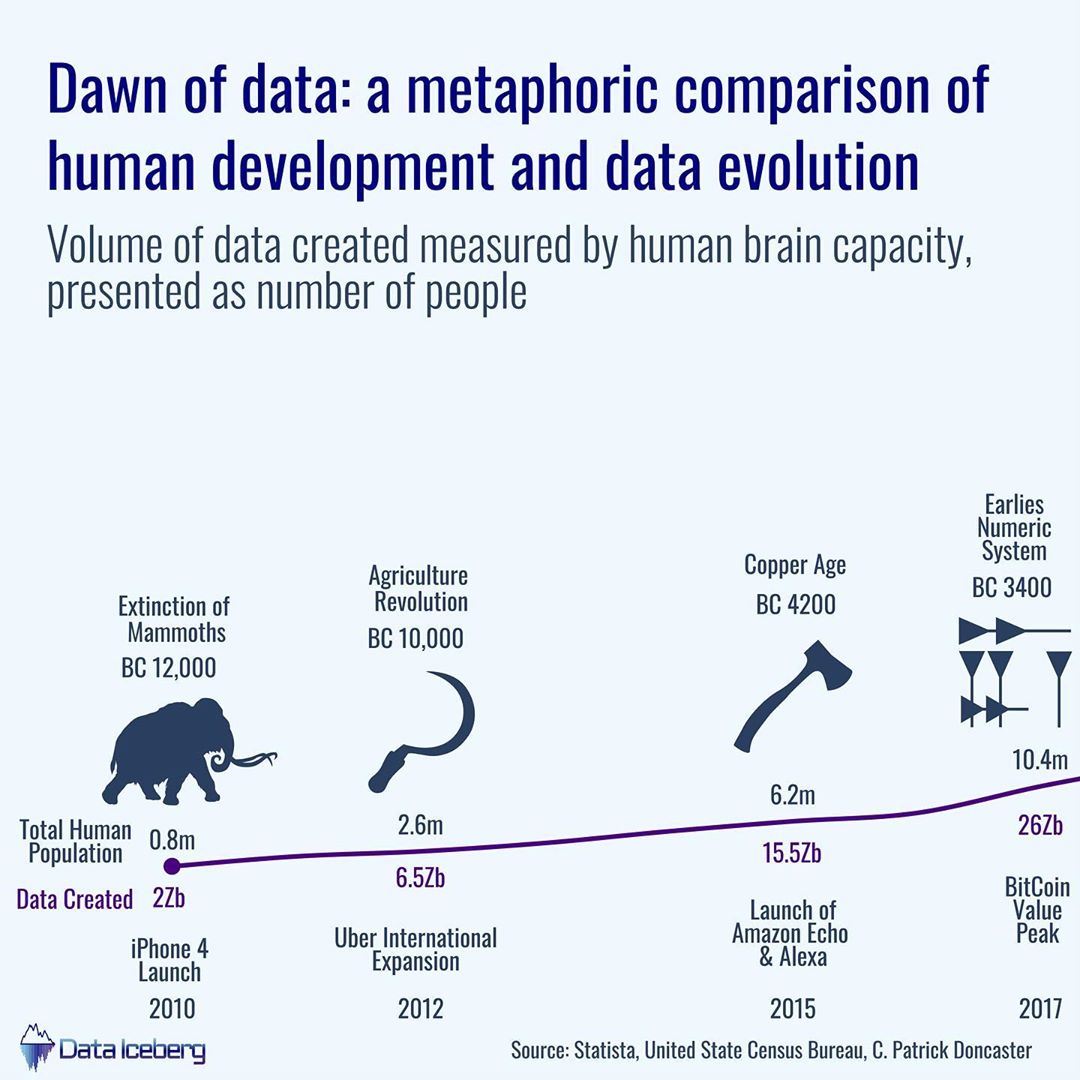 Dawn of data: a metaphoric comparison of
human development and data evolution
Volume of data created measured by human brain capacity,
presented as number of people
Extinction of
Mammoths
BC 12,000
Agriculture
Revolution
BC 10,000
Copper Age
BC 4200
Earlies
Numeric
System
BC 3400
Total Human
Population
0.8m
2.6m
6.2m
10.4m
Data Created
2Zb
6.5Zb
15.5Zb
26Zb
iPhone 4
Launch
2010
Uber International
Expansion
2012
Launch of
Amazon Echo
& Alexa
2015
BitCoin
Value
Peak
2017
Data Iceberg
Source: Statista, United State Census Bureau, C. Patrick Doncaster